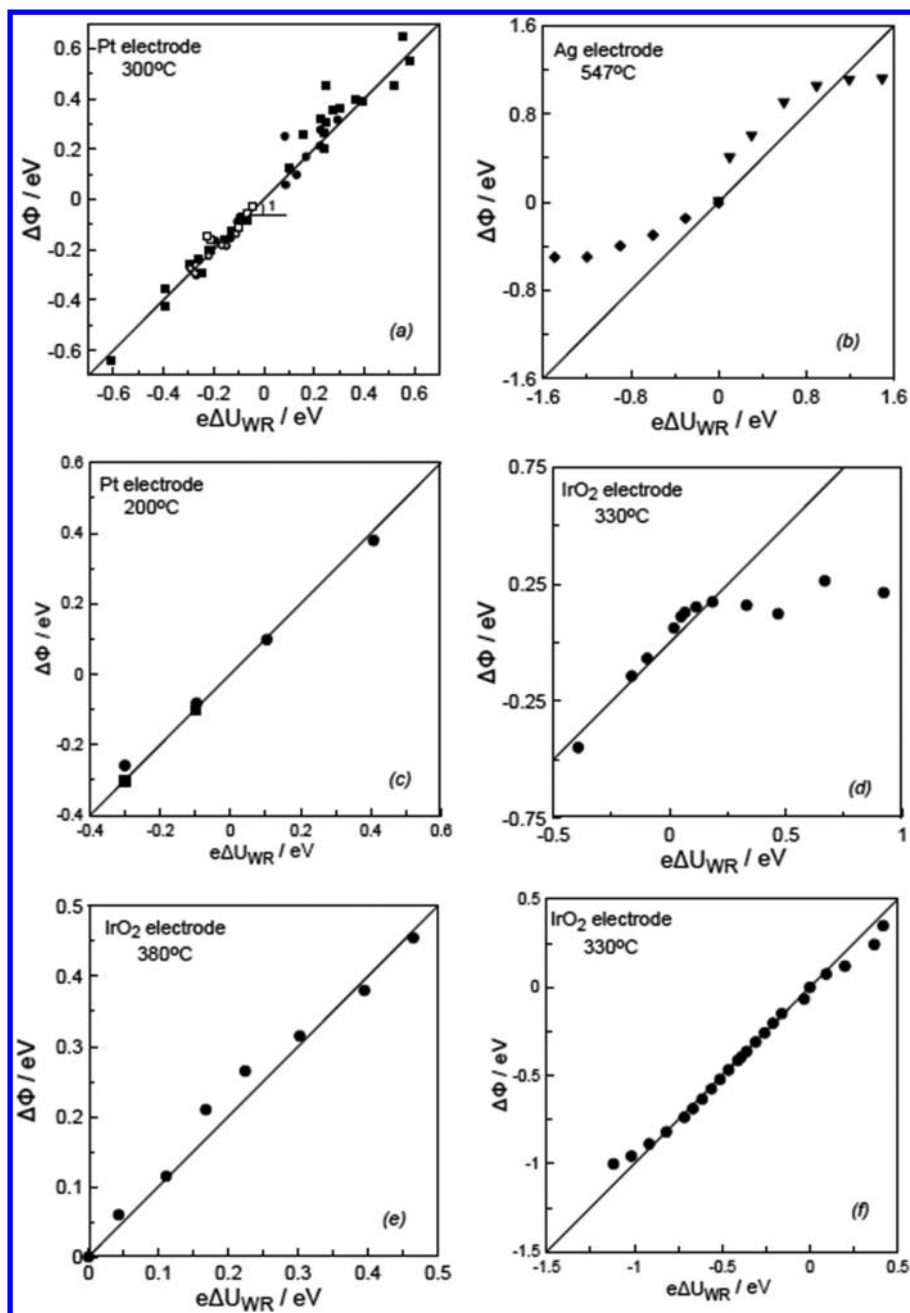 Pt electrode
300ºC
0.6
0.4
0.2
0
-0.2
-0.4
-0.6
ΔΦ / eV
1
(a)
-0.6 -0.4 -0.2 0 0.2 0.4 0.6
eΔU_WR / eV
Ag electrode
547ºC
1.6
0.8
0
-0.8
-1.6
ΔΦ / eV
(b)
-1.6 -0.8 0 0.8 1.6
eΔU_WR / eV
Pt electrode
200ºC
0.6
0.4
0.2
0
-0.2
-0.4
ΔΦ / eV
(c)
-0.4 -0.2 0 0.2 0.4 0.6
eΔU_WR / eV
IrO₂ electrode
330ºC
0.75
0.25
-0.25
-0.75
ΔΦ / eV
(d)
-0.5 0 0.5 1
eΔU_WR / eV
IrO₂ electrode
380ºC
0.5
0.4
0.3
0.2
0.1
0
ΔΦ / eV
(e)
0 0.1 0.2 0.3 0.4 0.5
eΔU_WR / eV
IrO₂ electrode
330ºC
0.5
0
-0.5
-1
-1.5
ΔΦ / eV
(f)
-1.5 -1 -0.5 0 0.5
eΔU_WR / eV